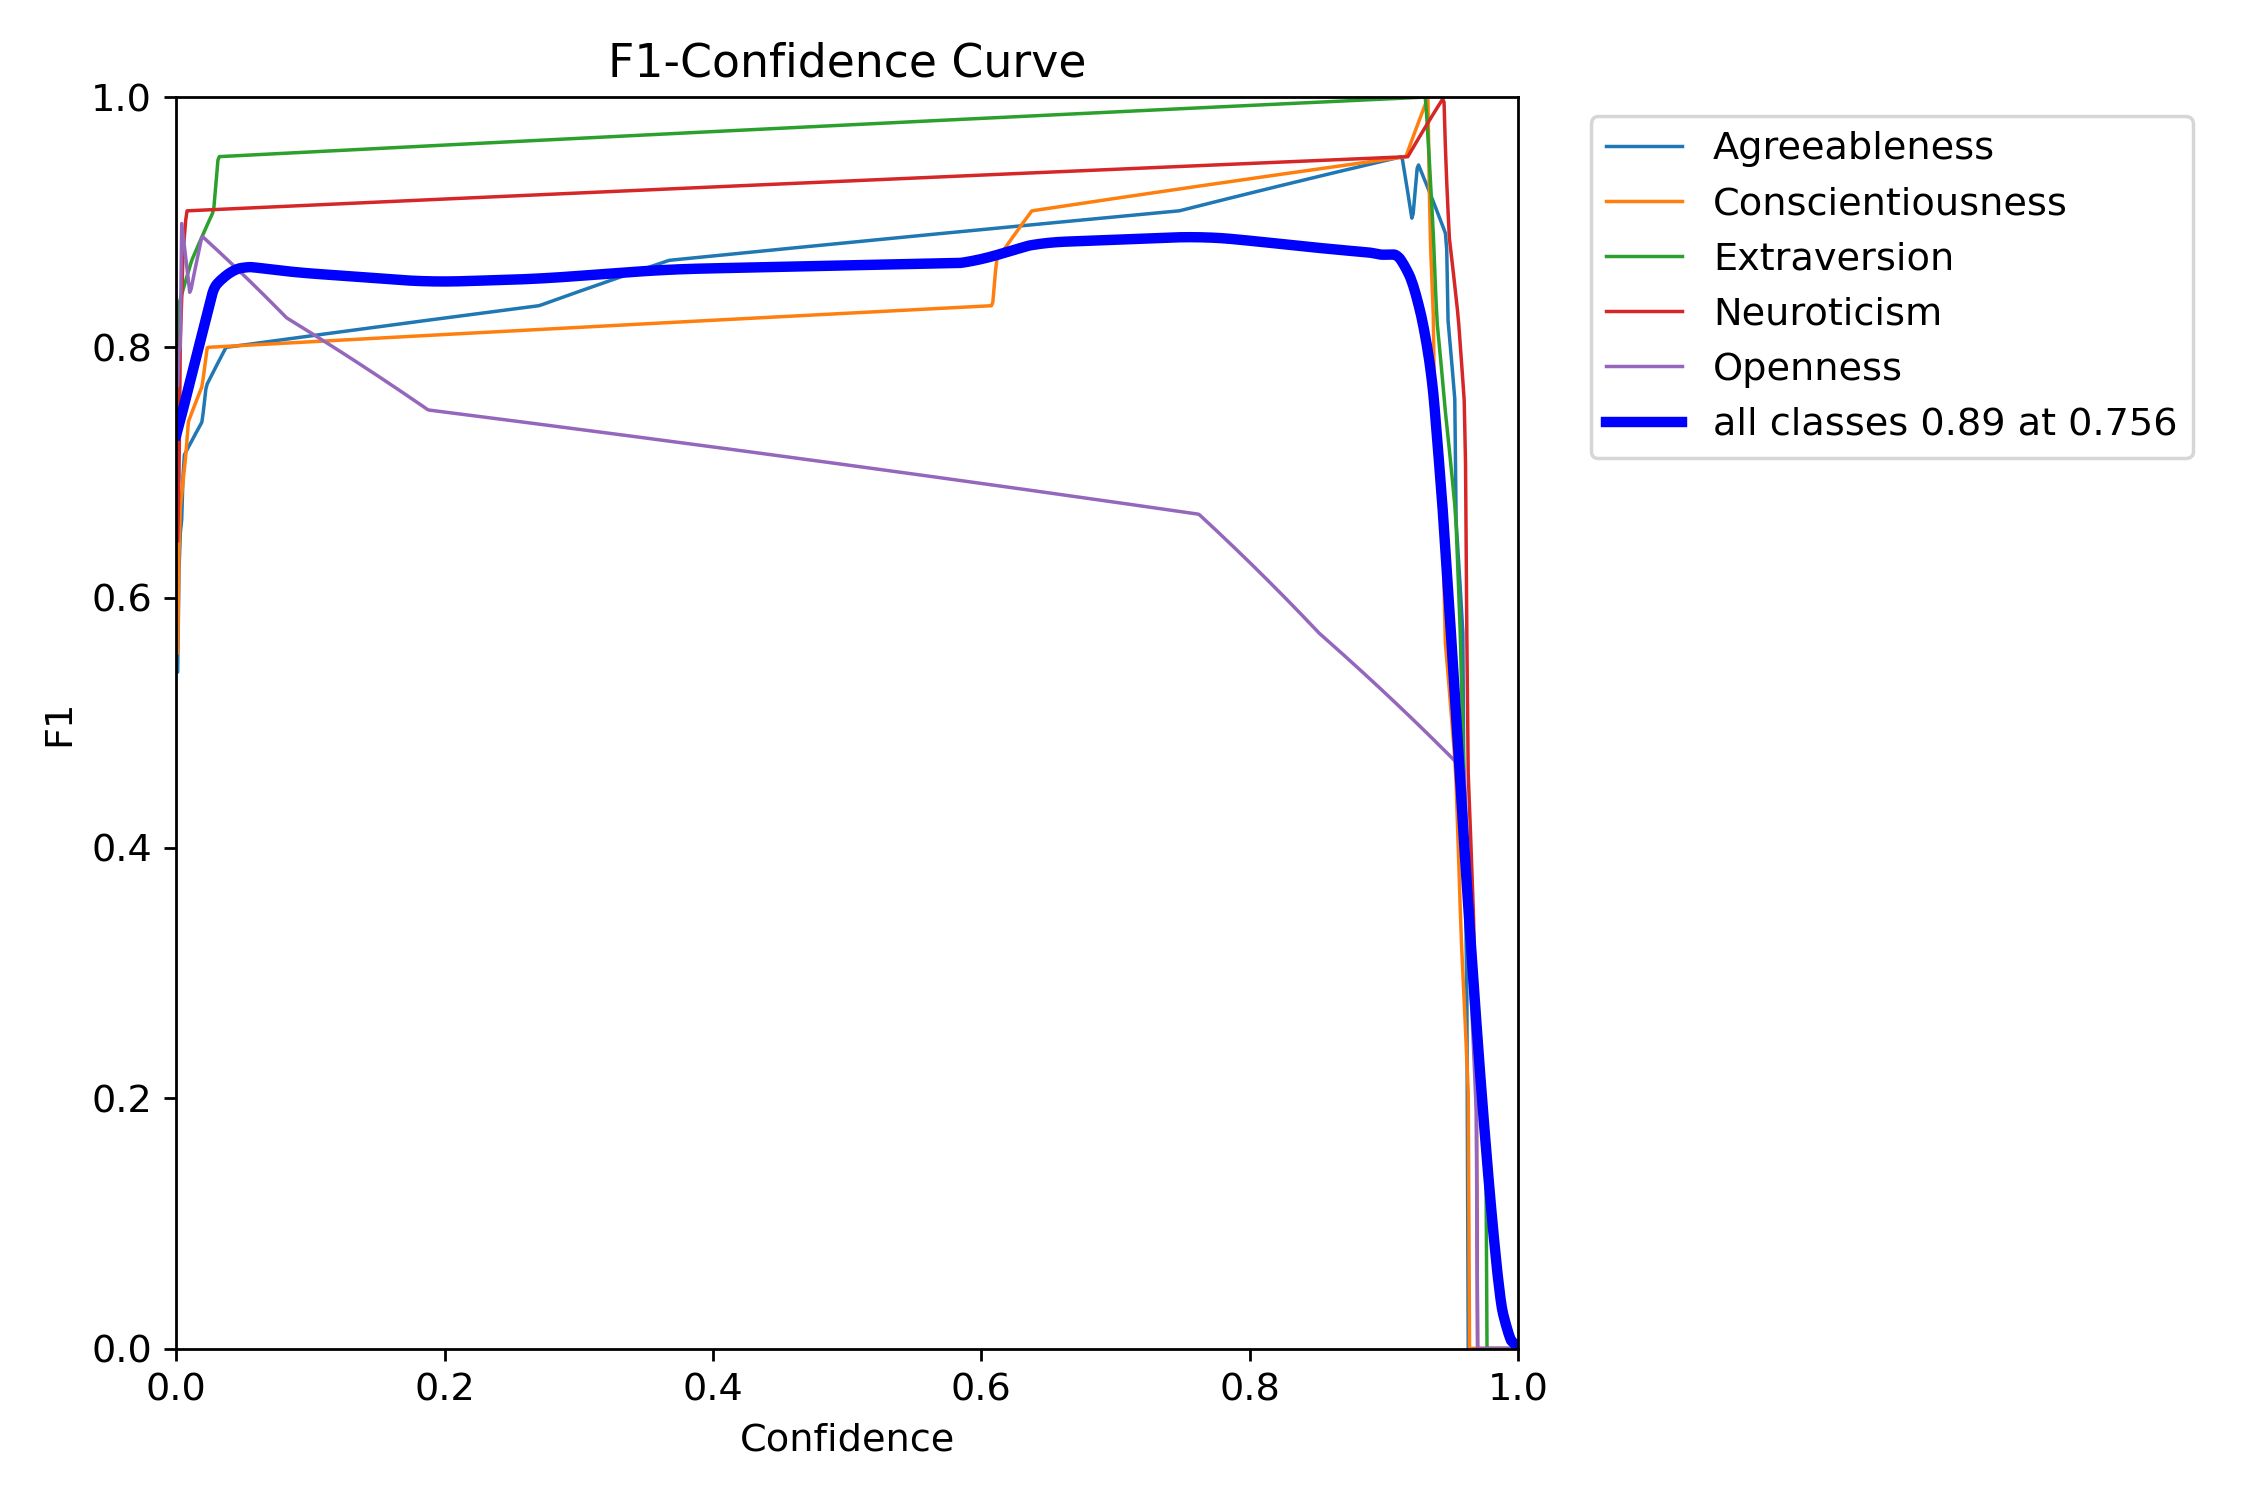 F1-Confidence Curve
1.0
0.8
0.6
0.4
0.2
0.0
F1
0.0 0.2 0.4 0.6 0.8 1.0
Confidence
Agreeableness
Conscientiousness
Extraversion
Neuroticism
Openness
all classes 0.89 at 0.756